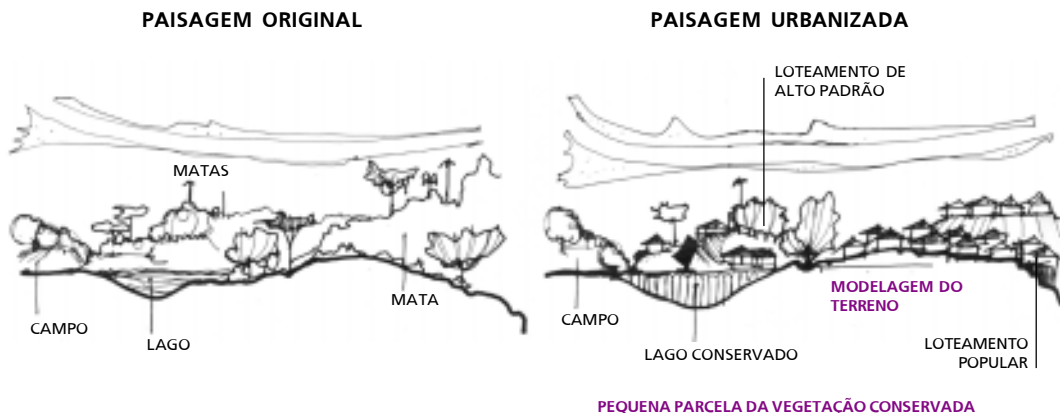 PAISAGEM ORIGINAL
MATAS
MATA
CAMPO
LAGO
PAISAGEM URBANIZADA
LOTEAMENTO DE
ALTO PADRÃO
MODELAGEM DO
TERRENO
CAMPO
LAGO CONSERVADO
LOTEAMENTO
POPULAR
PEQUENA PARCELA DA VEGETAÇÃO CONSERVADA